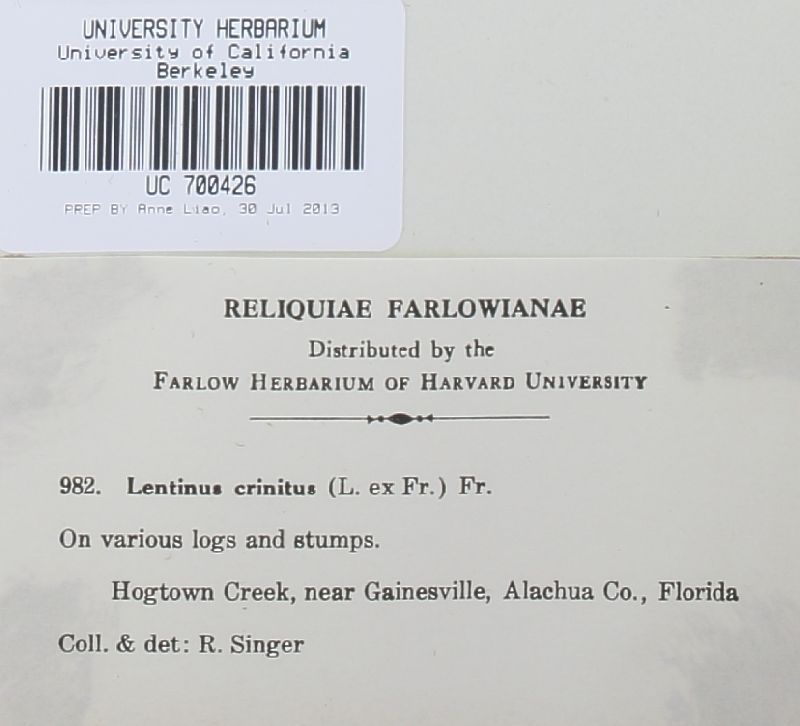 UNIVERSITY HERBARIUM
University of California
Berkeley
UC 700426
PREP BY Anne Liao, 30 Jul 2013
RELIQUIAE FARLOWIANAE
Distributed by the
FARLOW HERBARIUM OF HARVARD UNIVERSITY
982. Lentinus crinitus (L. ex Fr.) Fr.
On various logs and stumps.
Hogtown Creek, near Gainesville, Alachua Co., Florida
Coll. & det: R. Singer